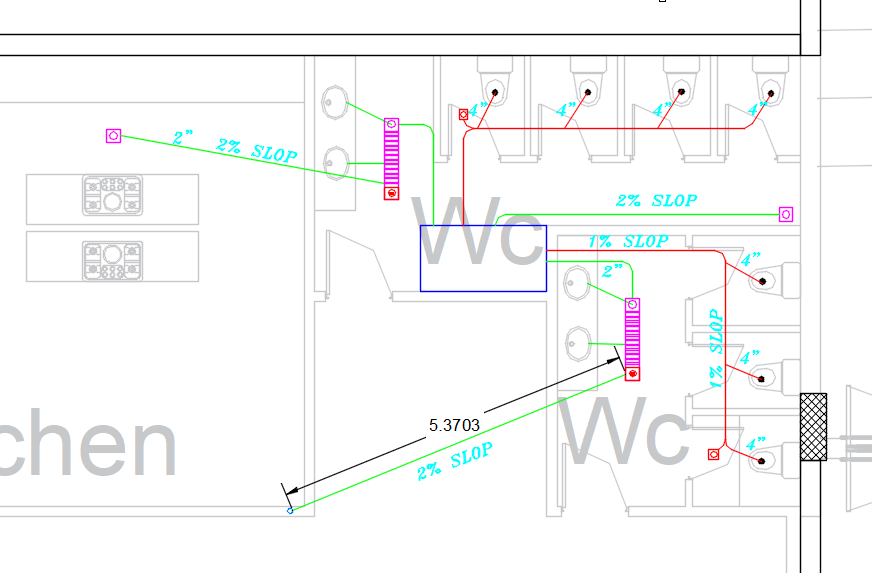 4" 4" 4" 4"
2" 2% SLOP
2% SLOP
Wc
1% SLOP
4"
2"
1% SLOP
4"
5.3703
chen
Wc
2% SLOP
4"